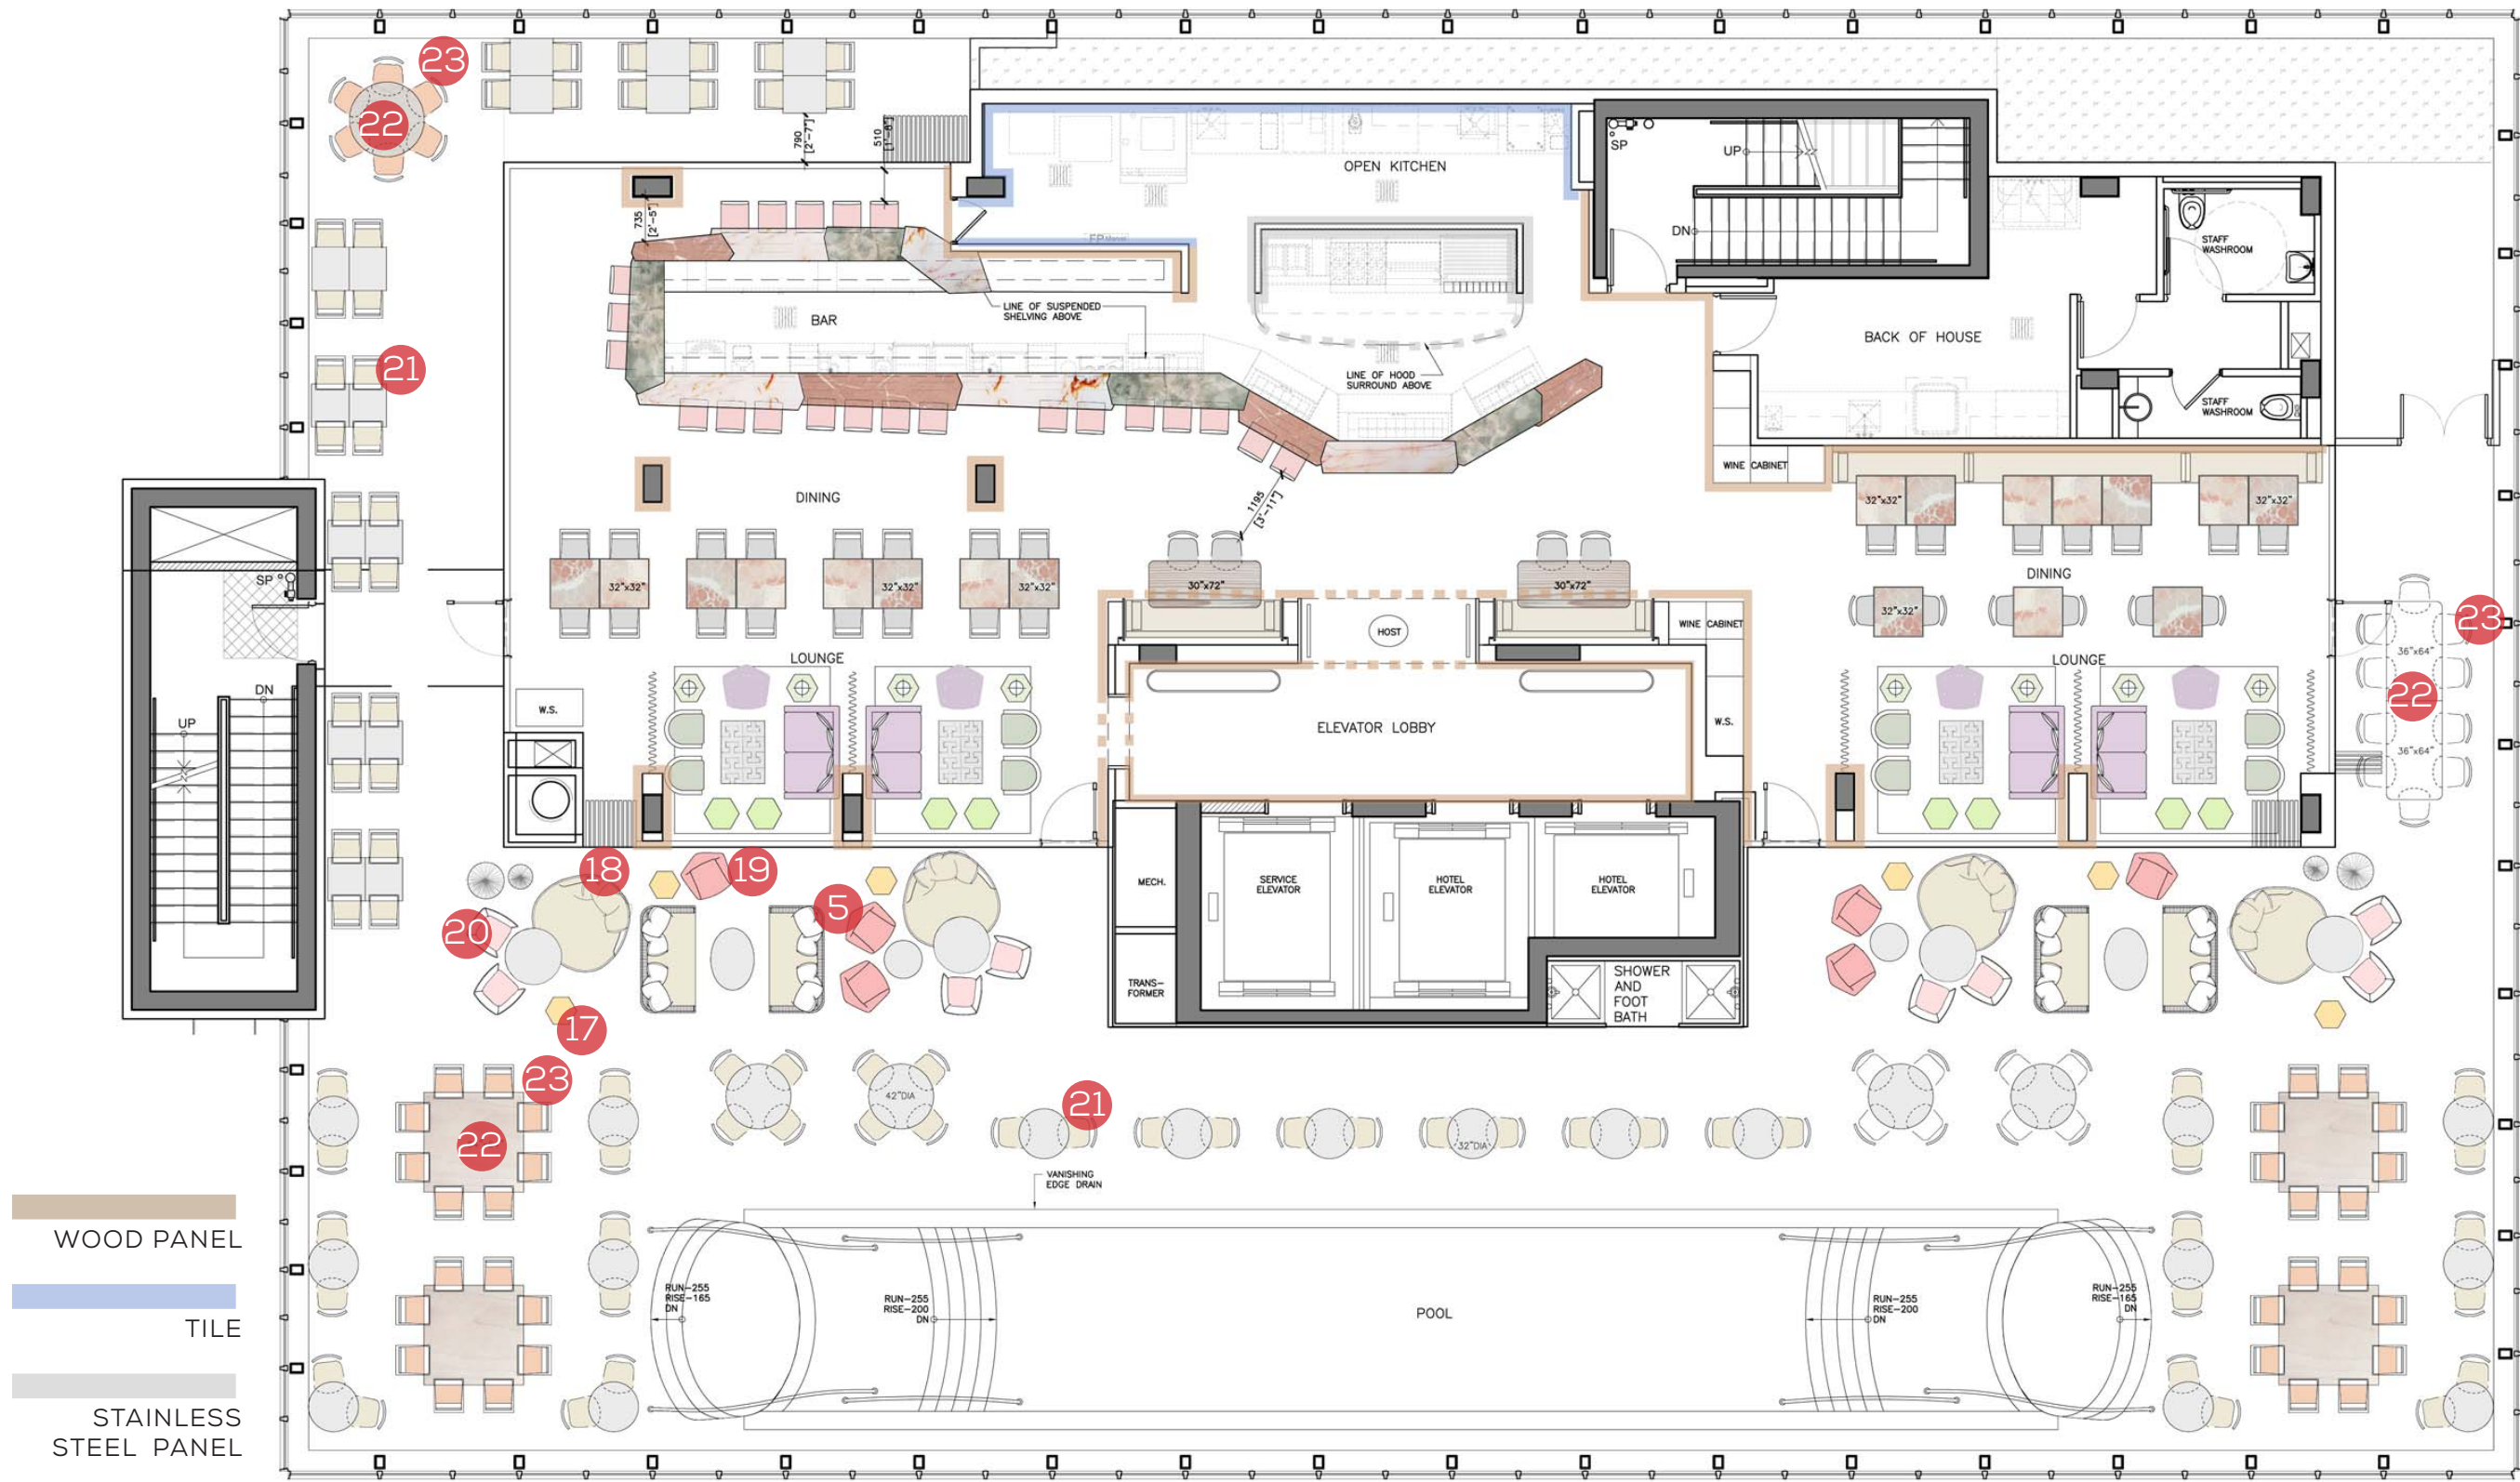 23
22
790
[2'-7"]
510
[1'-8"]
SP
UP
OPEN KITCHEN
735
[2'-5"]
DN
STAFF
WASHROOM
LINE OF SUSPENDED
SHELVING ABOVE
BAR
BACK OF HOUSE
21
LINE OF HOOD
SURROUND ABOVE
STAFF
WASHROOM
WINE CABINET
DINING
1195
[3'-11"]
32"x32"
32"x32"
SP
32"x32"
32"x32"
32"x32"
30"x72"
30"x72"
DINING
32"x32"
HOST
WINE CABINET
23
36"x64"
LOUNGE
LOUNGE
DN
UP
W.S.
22
W.S.
ELEVATOR LOBBY
36"x64"
18
19
MECH.
SERVICE
ELEVATOR
HOTEL
ELEVATOR
HOTEL
ELEVATOR
5
20
TRANS-
FORMER
SHOWER
AND
FOOT
BATH
17
23
42"DIA
21
22
32"DIA
VANISHING
EDGE DRAIN
WOOD PANEL
RUN-255
RISE-165
DN
RUN-255
RISE-200
DN
POOL
RUN-255
RISE-200
DN
RUN-255
RISE-165
DN
TILE
STAINLESS
STEEL PANEL